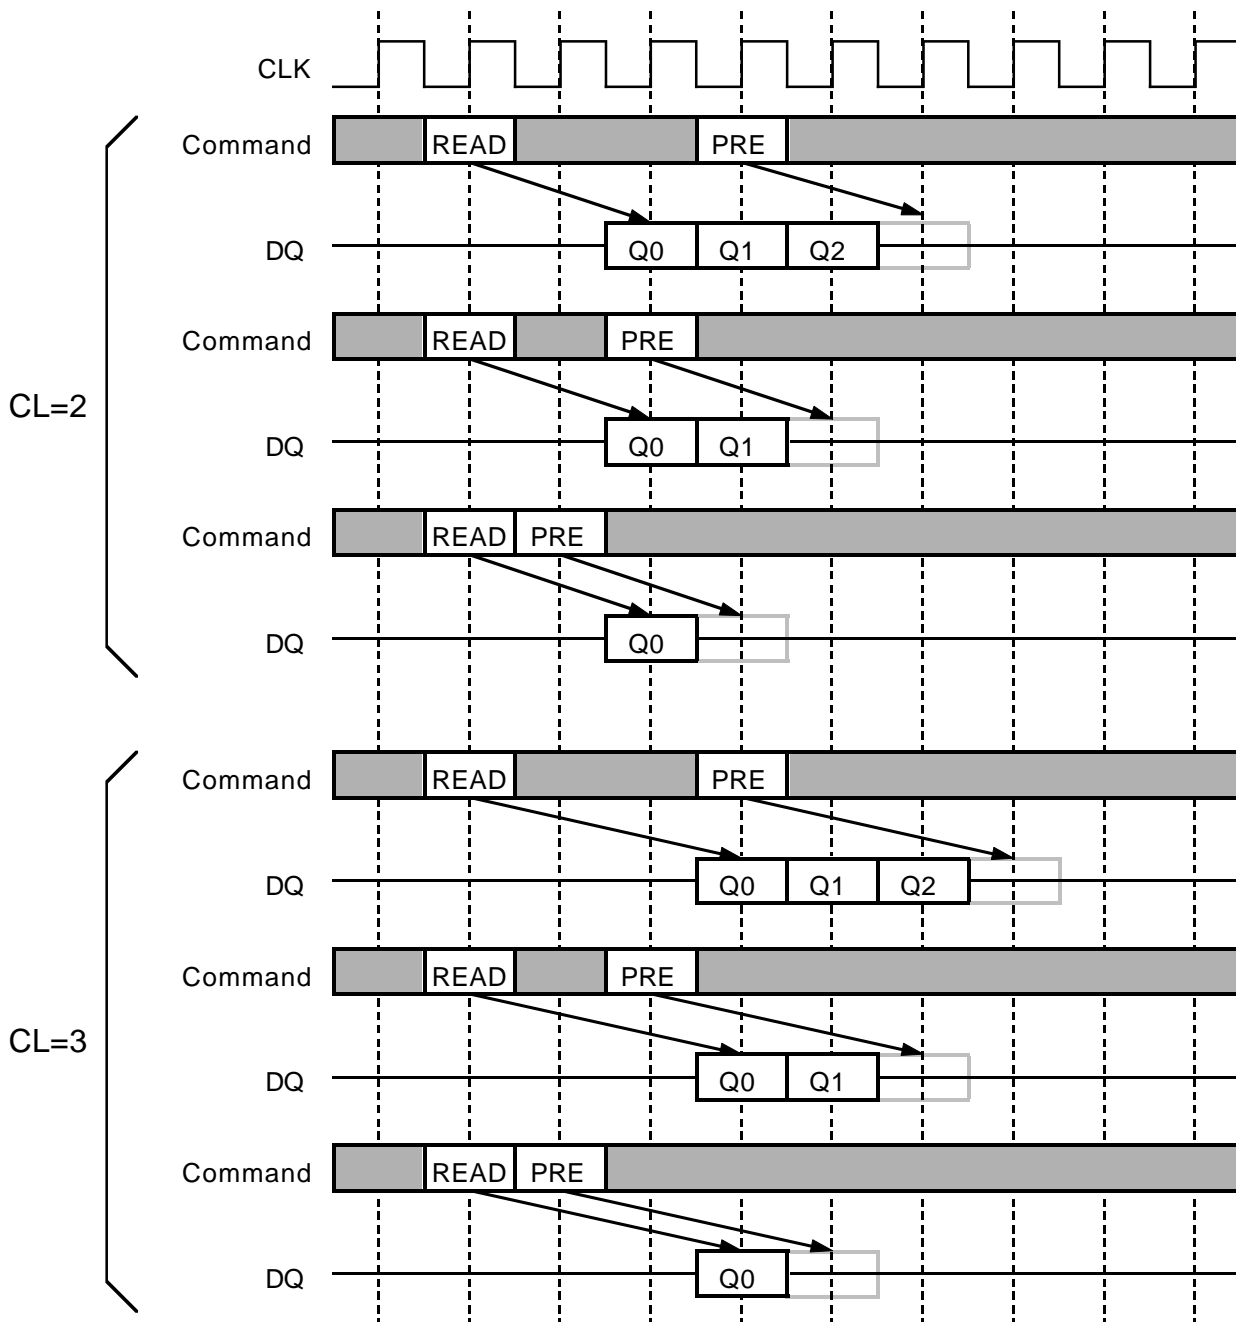 CLK
Command READ PRE
DQ Q0 Q1 Q2
Command READ PRE
CL=2
DQ Q0 Q1
Command READ PRE
DQ Q0
Command READ PRE
DQ Q0 Q1 Q2
Command READ PRE
CL=3
DQ Q0 Q1
Command READ PRE
DQ Q0